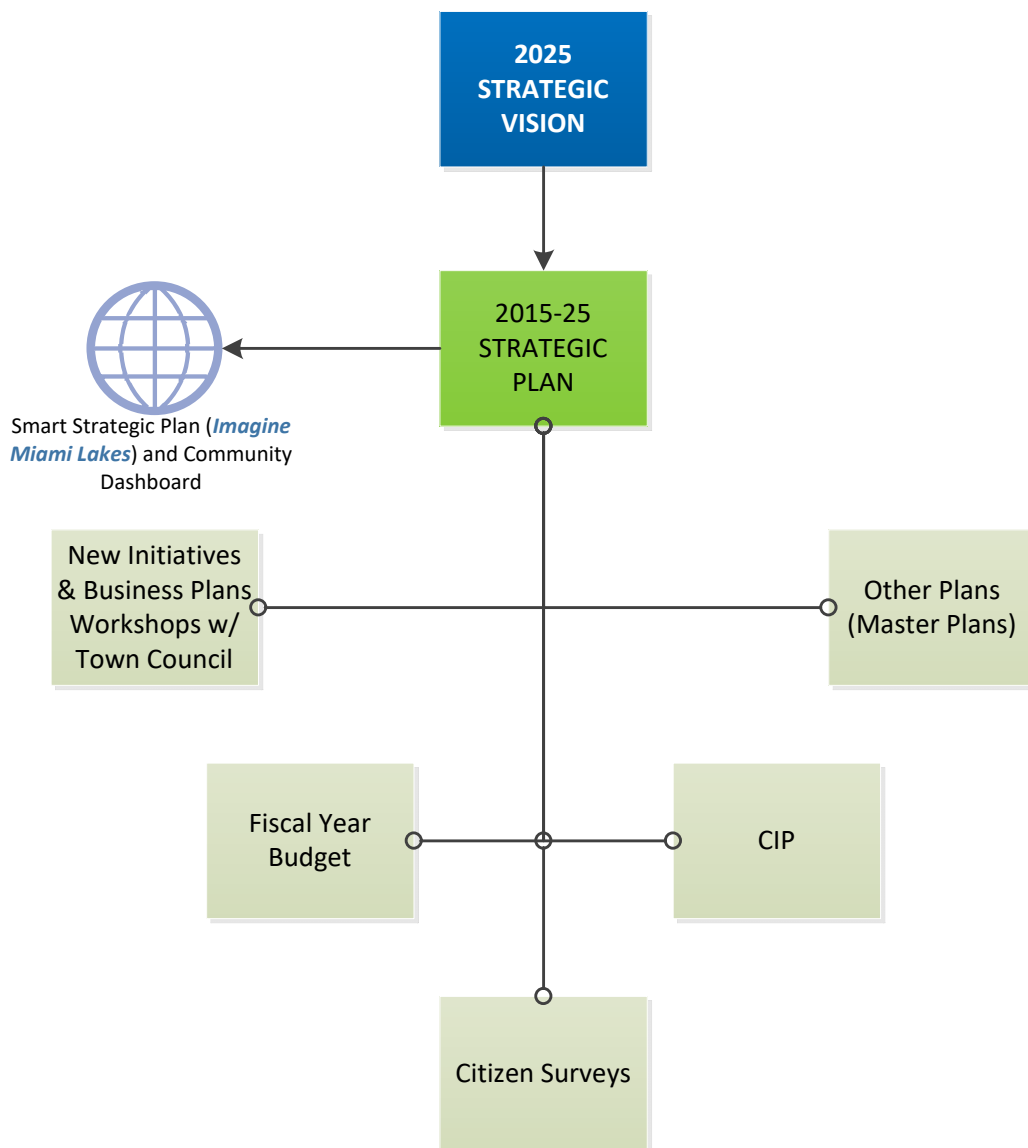 2025
STRATEGIC
VISION
2015-25
STRATEGIC
PLAN
Smart Strategic Plan (Imagine
Miami Lakes) and Community
Dashboard
New Initiatives
& Business Plans
Workshops w/
Town Council
Other Plans
(Master Plans)
Fiscal Year
Budget
CIP
Citizen Surveys